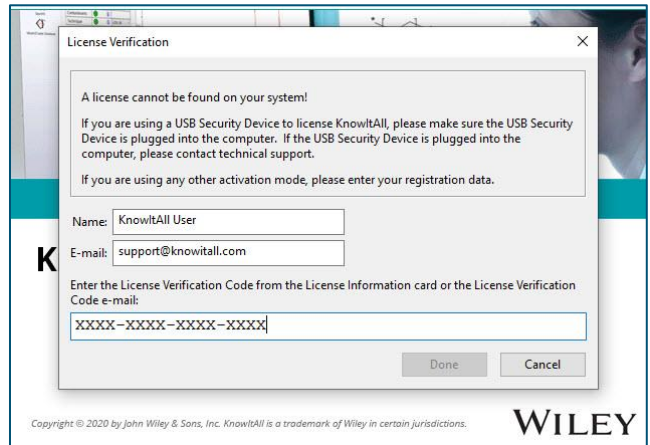 License Verification
A license cannot be found on your system!
If you are using a USB Security Device to license KnowItAll, please make sure the USB Security
Device is plugged into the computer. If the USB Security Device is plugged into the
computer, please contact technical support.
If you are using any other activation mode, please enter your registration data.
Name: KnowItAll User
K
E-mail: support@knowitall.com
Enter the License Verification Code from the License Information card or the License Verification
Code e-mail:
XXXX-XXXX-XXXX-XXXX
Done Cancel
Copyright © 2020 by John Wiley & Sons, Inc. KnowItAll is a trademark of Wiley in certain jurisdictions.
WILEY